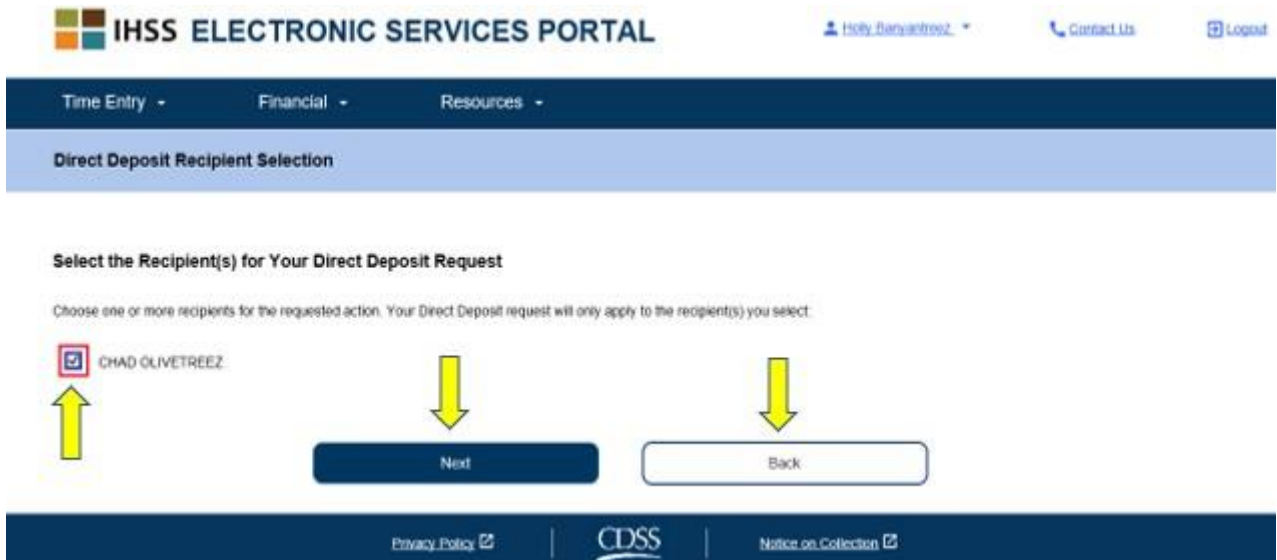 IHSS ELECTRONIC SERVICES PORTAL
Holly Banyantreez
Contact Us
Logout
Time Entry
Financial
Resources
Direct Deposit Recipient Selection
Select the Recipient(s) for Your Direct Deposit Request
Choose one or more recipients for the requested action. Your Direct Deposit request will only apply to the recipient(s) you select:
CHAD OLIVETREEZ
Next
Back
Privacy Policy
CDSS
Notice on Collection